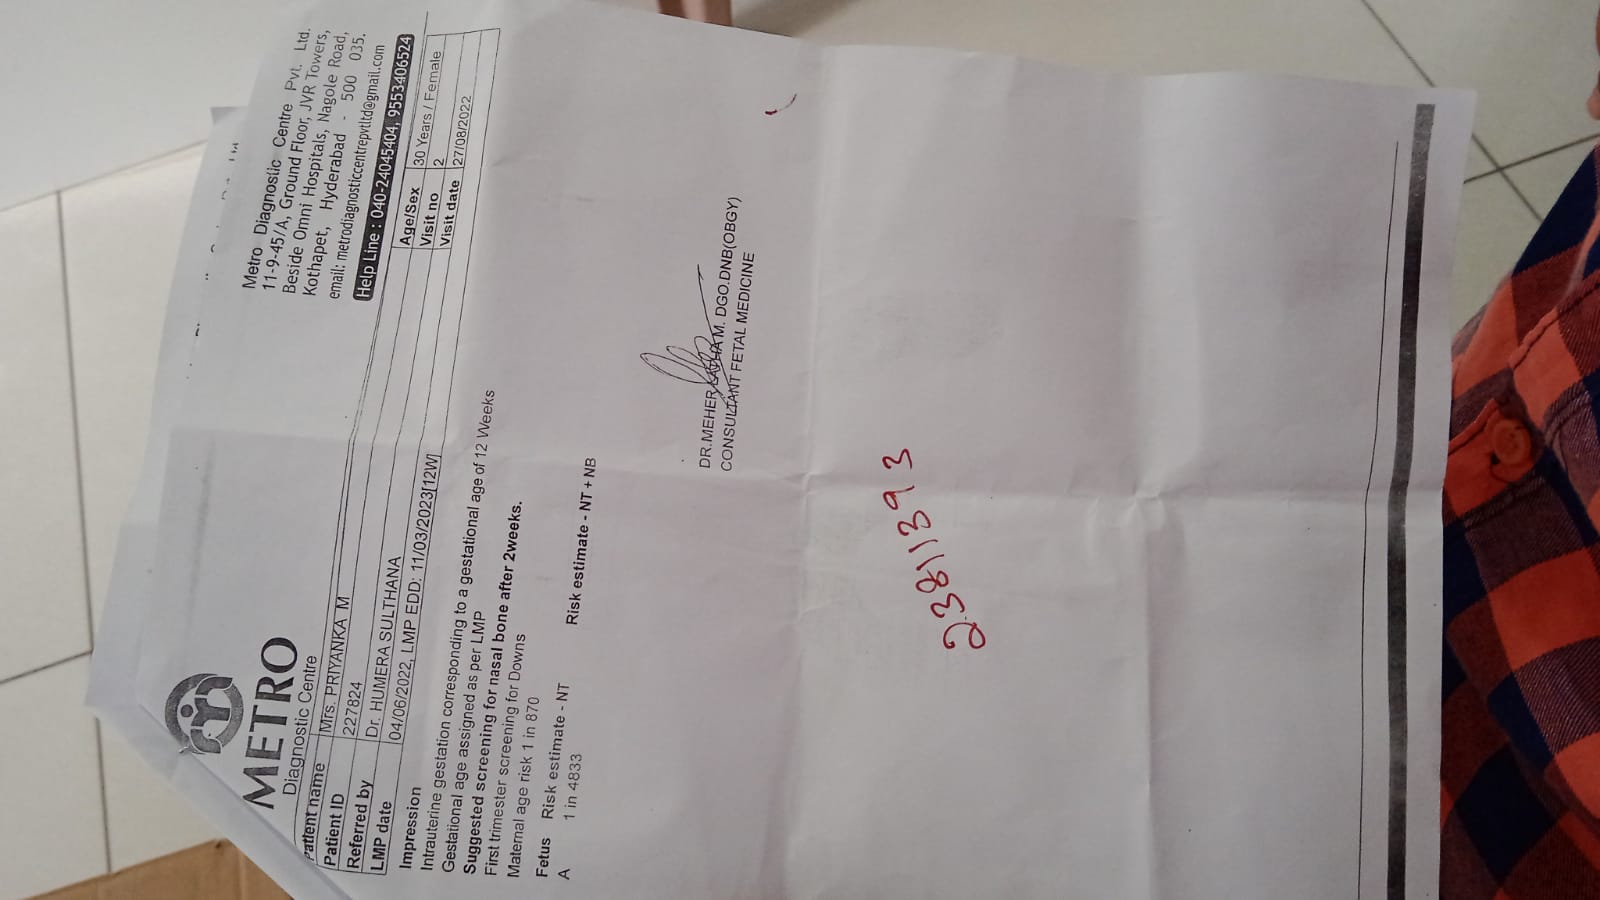 METRO
Diagnostic Centre
Metro Diagnostic Centre Pvt. Ltd.
11-9-45/A, Ground Floor, JVR Towers,
Beside Omni Hospitals, Nagole Road,
Kothapet, Hyderabad - 500 035.
email: metrodiagnosticcentrepvtltd@gmail.com
Help Line : 040-24045404, 9553406524
Patient name Mrs. PRIYANKA M Age/Sex 30 Years / Female
Patient ID 227824 Visit no 2
Referred by Dr. HUMERA SULTHANA Visit date 27/08/2022
LMP date 04/06/2022, LMP EDD: 11/03/2023[12W]
Impression
Intrauterine gestation corresponding to a gestational age of 12 Weeks
Gestational age assigned as per LMP
Suggested screening for nasal bone after 2weeks.
First trimester screening for Downs
Maternal age risk 1 in 870
Fetus Risk estimate - NT Risk estimate - NT + NB
A 1 in 4833
DR.MEHER M. DGO.DNB(OBGY)
CONSULTANT FETAL MEDICINE
23811393